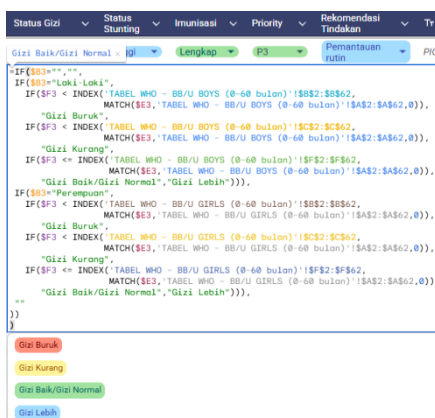 Status Gizi Status Stunting Imunisasi Priority Rekomendasi Tindakan
Gizi Baik/Gizi Normal × Lengkap P3 Pemantauan rutin
=IF($B3="","",
IF($B3="Laki-Laki",
IF($F3 < INDEX('TABEL WHO - BB/U BOYS (0-60 bulan)'!$B$2:$B$62,
MATCH($E3,'TABEL WHO - BB/U BOYS (0-60 bulan)'!$A$2:$A$62,0)),
"Gizi Buruk",
IF($F3 < INDEX('TABEL WHO - BB/U BOYS (0-60 bulan)'!$C$2:$C$62,
MATCH($E3,'TABEL WHO - BB/U BOYS (0-60 bulan)'!$A$2:$A$62,0)),
"Gizi Kurang",
IF($F3 <= INDEX('TABEL WHO - BB/U BOYS (0-60 bulan)'!$F$2:$F$62,
MATCH($E3,'TABEL WHO - BB/U BOYS (0-60 bulan)'!$A$2:$A$62,0)),
"Gizi Baik/Gizi Normal","Gizi Lebih"))),
IF($B3="Perempuan",
IF($F3 < INDEX('TABEL WHO - BB/U GIRLS (0-60 bulan)'!$B$2:$B$62,
MATCH($E3,'TABEL WHO - BB/U GIRLS (0-60 bulan)'!$A$2:$A$62,0)),
"Gizi Buruk",
IF($F3 < INDEX('TABEL WHO - BB/U GIRLS (0-60 bulan)'!$C$2:$C$62,
MATCH($E3,'TABEL WHO - BB/U GIRLS (0-60 bulan)'!$A$2:$A$62,0)),
"Gizi Kurang",
IF($F3 <= INDEX('TABEL WHO - BB/U GIRLS (0-60 bulan)'!$F$2:$F$62,
MATCH($E3,'TABEL WHO - BB/U GIRLS (0-60 bulan)'!$A$2:$A$62,0)),
"Gizi Baik/Gizi Normal","Gizi Lebih"))),
""
))
)
Gizi Buruk
Gizi Kurang
Gizi Baik/Gizi Normal
Gizi Lebih